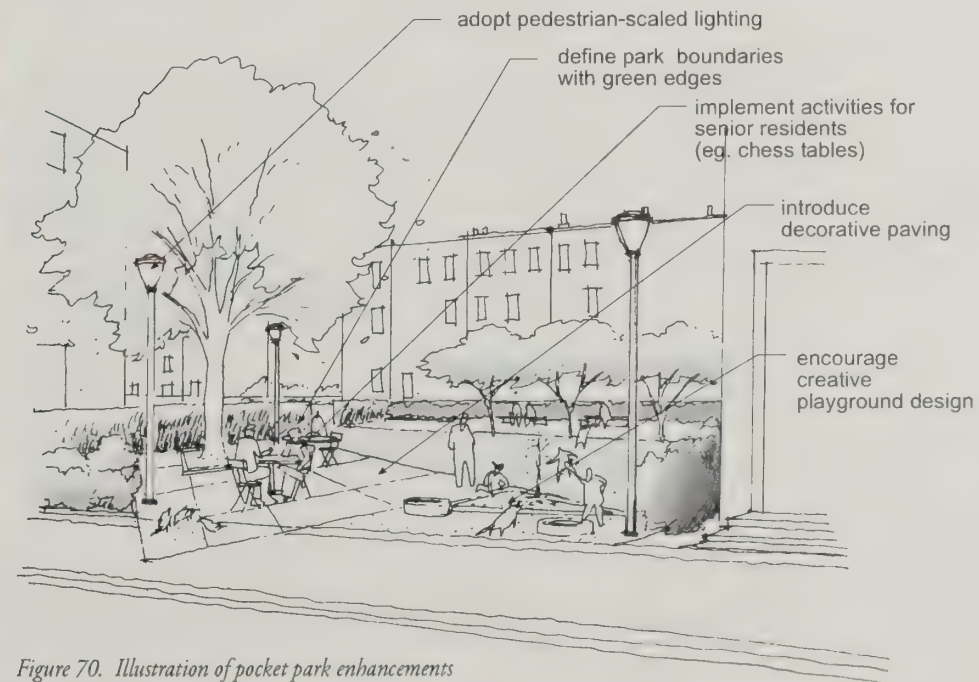 adopt pedestrian-scaled lighting
define park boundaries
with green edges
implement activities for
senior residents
(eg. chess tables)
introduce
decorative paving
encourage
creative
playground design
Figure 70. Illustration of pocket park enhancements